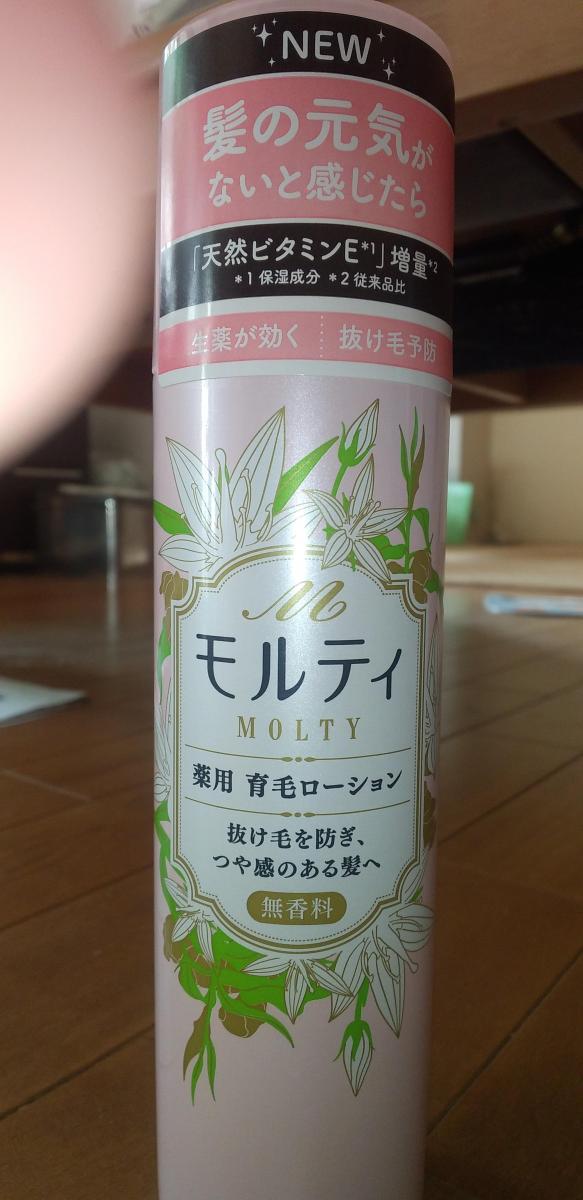 NEW
髪の元気が
ないと感じたら
「天然ビタミンE*1」増量*2
*1 保湿成分 *2 従来品比
生薬が効く 抜け毛予防
M
モルティ
MOLTY
薬用 育毛ローション
抜け毛を防ぎ、
つや感のある髪へ
無香料